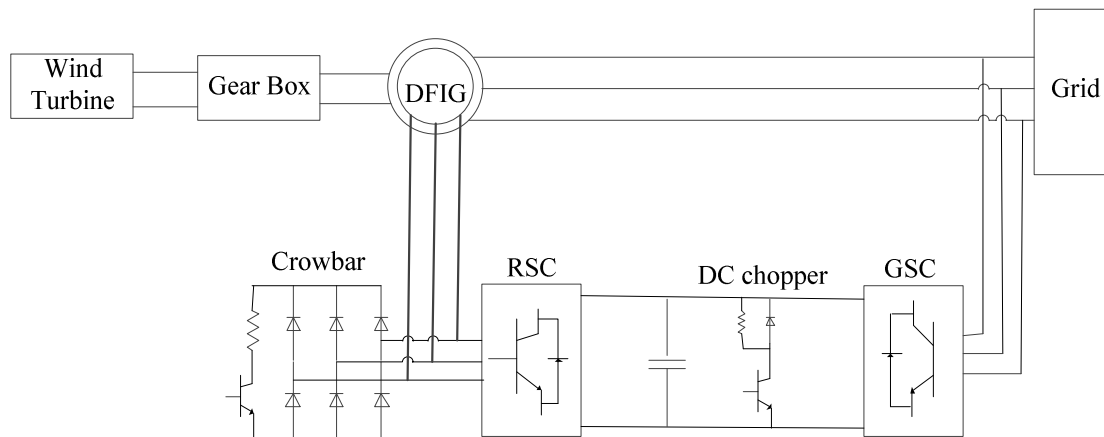 Wind
Turbine
Gear Box
DFIG
Grid
Crowbar
RSC
DC chopper
GSC